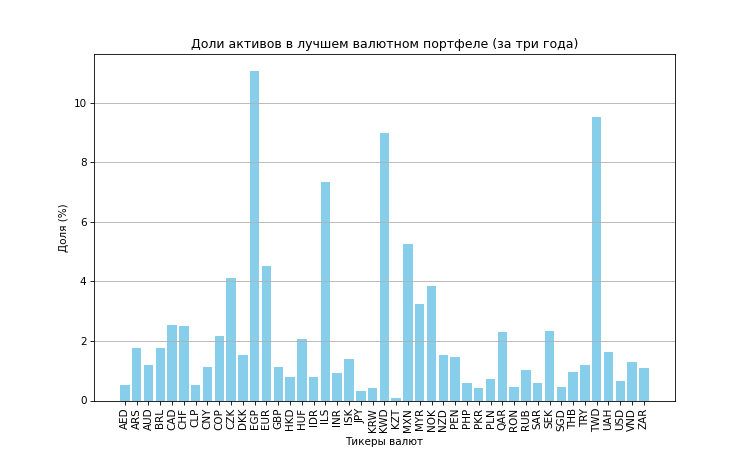 Доли активов в лучшем валютном портфеле (за три года)
Доля (%)
10
8
6
4
2
0
AED ARS AUD BRL CAD CHF CLP CNY COP CZK DKK EGP EUR GBP HKD HUF IDR ILS INR ISK JPY KRW KWD KZT MXN MYR NOK NZD PEN PHP PKR PLN QAR RON RUB SAR SEK SGD THB TRY TWD UAH USD VND ZAR
Тикеры валют